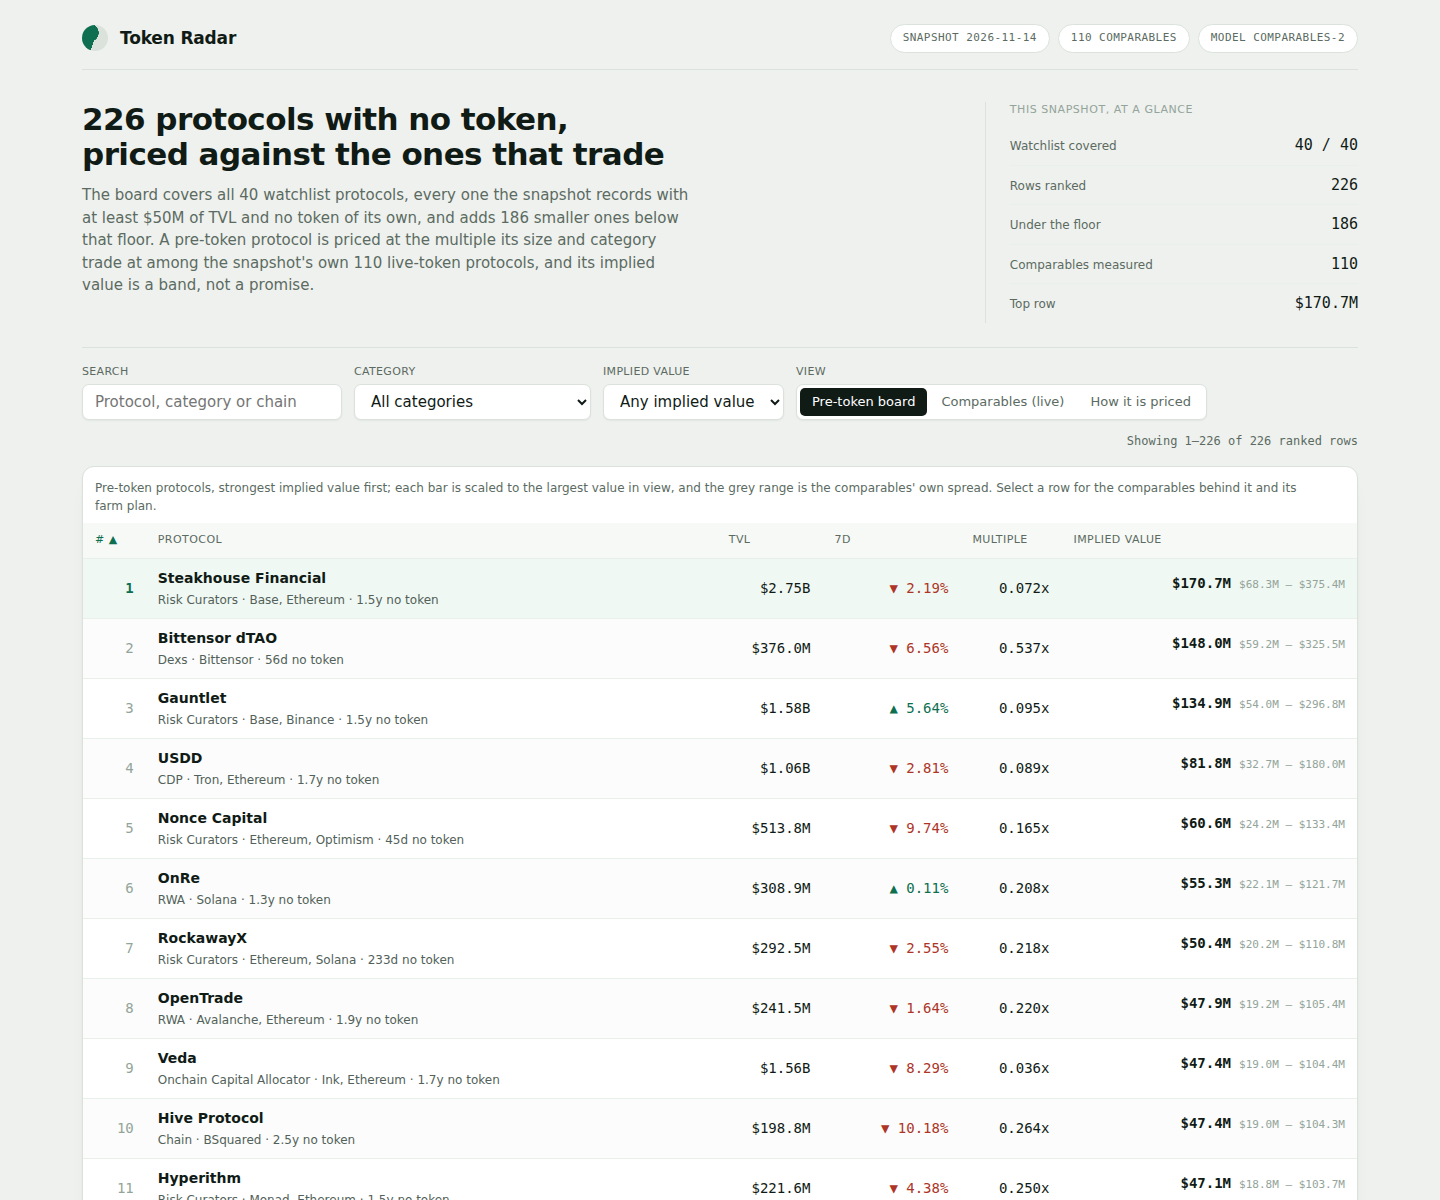 Token Radar
SNAPSHOT 2026-11-14
110 COMPARABLES
MODEL COMPARABLES-2
226 protocols with no token,
priced against the ones that trade
The board covers all 40 watchlist protocols, every one the snapshot records with
at least $50M of TVL and no token of its own, and adds 186 smaller ones below
that floor. A pre-token protocol is priced at the multiple its size and category
trade at among the snapshot's own 110 live-token protocols, and its implied
value is a band, not a promise.
THIS SNAPSHOT, AT A GLANCE
Watchlist covered 40 / 40
Rows ranked 226
Under the floor 186
Comparables measured 110
Top row $170.7M
SEARCH
Protocol, category or chain
CATEGORY
All categories
IMPLIED VALUE
Any implied value
VIEW
Pre-token board Comparables (live) How it is priced
Showing 1–226 of 226 ranked rows
Pre-token protocols, strongest implied value first; each bar is scaled to the largest value in view, and the grey range is the comparables' own spread. Select a row for the comparables behind it and its
farm plan.
# ▲ PROTOCOL TVL 7D MULTIPLE IMPLIED VALUE
1 Steakhouse Financial $2.75B ▼ 2.19% 0.072x $170.7M $68.3M – $375.4M
Risk Curators · Base, Ethereum · 1.5y no token
2 Bittensor dTAO $376.0M ▼ 6.56% 0.537x $148.0M $59.2M – $325.5M
Dexs · Bittensor · 56d no token
3 Gauntlet $1.58B ▲ 5.64% 0.095x $134.9M $54.0M – $296.8M
Risk Curators · Base, Binance · 1.5y no token
4 USDD $1.06B ▼ 2.81% 0.089x $81.8M $32.7M – $180.0M
CDP · Tron, Ethereum · 1.7y no token
5 Nonce Capital $513.8M ▼ 9.74% 0.165x $60.6M $24.2M – $133.4M
Risk Curators · Ethereum, Optimism · 45d no token
6 OnRe $308.9M ▲ 0.11% 0.208x $55.3M $22.1M – $121.7M
RWA · Solana · 1.3y no token
7 RockawayX $292.5M ▼ 2.55% 0.218x $50.4M $20.2M – $110.8M
Risk Curators · Ethereum, Solana · 233d no token
8 OpenTrade $241.5M ▼ 1.64% 0.220x $47.9M $19.2M – $105.4M
RWA · Avalanche, Ethereum · 1.9y no token
9 Veda $1.56B ▼ 8.29% 0.036x $47.4M $19.0M – $104.4M
Onchain Capital Allocator · Ink, Ethereum · 1.7y no token
10 Hive Protocol $198.8M ▼ 10.18% 0.264x $47.4M $19.0M – $104.3M
Chain · BSquared · 2.5y no token
11 Hyperithm $221.6M ▼ 4.38% 0.250x $47.1M $18.8M – $103.7M
Risk Curators · Monad, Ethereum · 1.5y no token